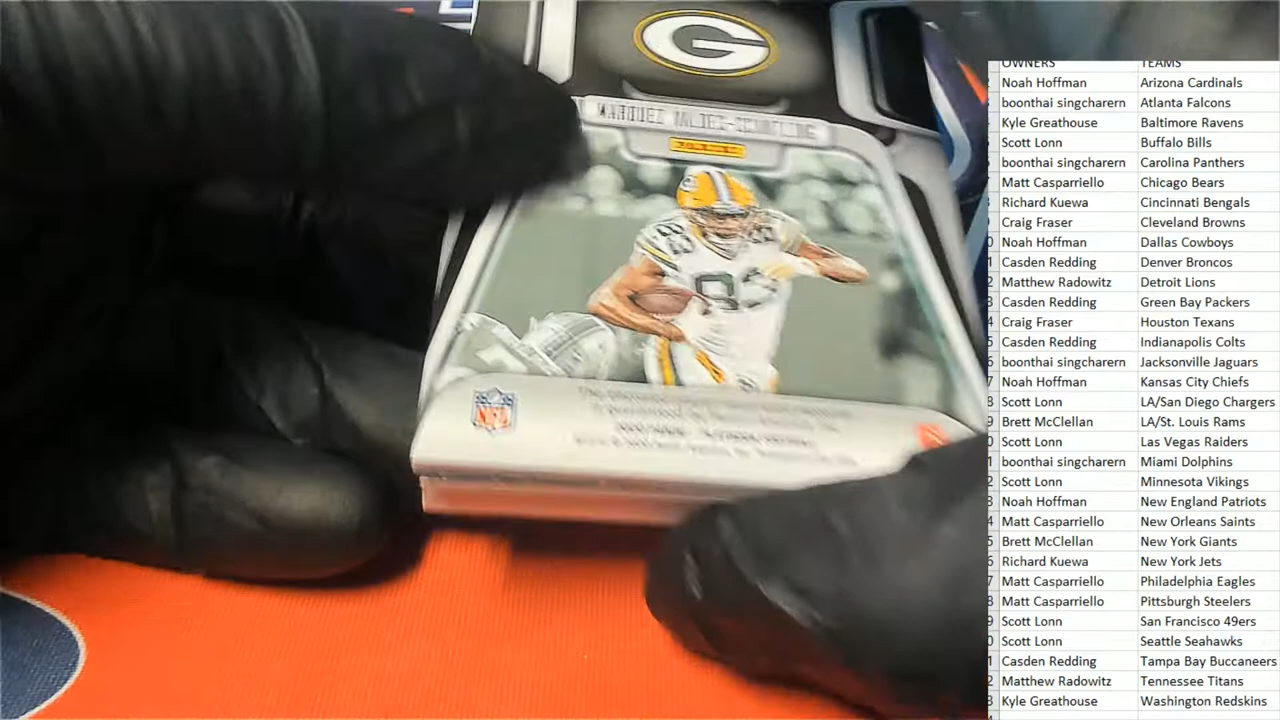 G
MARQUEZ VALDES-SCANTLING
83
NFL
OWNERS TEAMS
Noah Hoffman Arizona Cardinals
boonthai singcharern Atlanta Falcons
Kyle Greathouse Baltimore Ravens
Scott Lonn Buffalo Bills
boonthai singcharern Carolina Panthers
Matt Casparriello Chicago Bears
Richard Kuewa Cincinnati Bengals
Craig Fraser Cleveland Browns
Noah Hoffman Dallas Cowboys
Casden Redding Denver Broncos
Matthew Radowitz Detroit Lions
Casden Redding Green Bay Packers
Craig Fraser Houston Texans
Casden Redding Indianapolis Colts
boonthai singcharern Jacksonville Jaguars
Noah Hoffman Kansas City Chiefs
Scott Lonn LA/San Diego Chargers
Brett McClellan LA/St. Louis Rams
Scott Lonn Las Vegas Raiders
boonthai singcharern Miami Dolphins
Scott Lonn Minnesota Vikings
Noah Hoffman New England Patriots
Matt Casparriello New Orleans Saints
Brett McClellan New York Giants
Richard Kuewa New York Jets
Matt Casparriello Philadelphia Eagles
Matt Casparriello Pittsburgh Steelers
Scott Lonn San Francisco 49ers
Scott Lonn Seattle Seahawks
Casden Redding Tampa Bay Buccaneers
Matthew Radowitz Tennessee Titans
Kyle Greathouse Washington Redskins